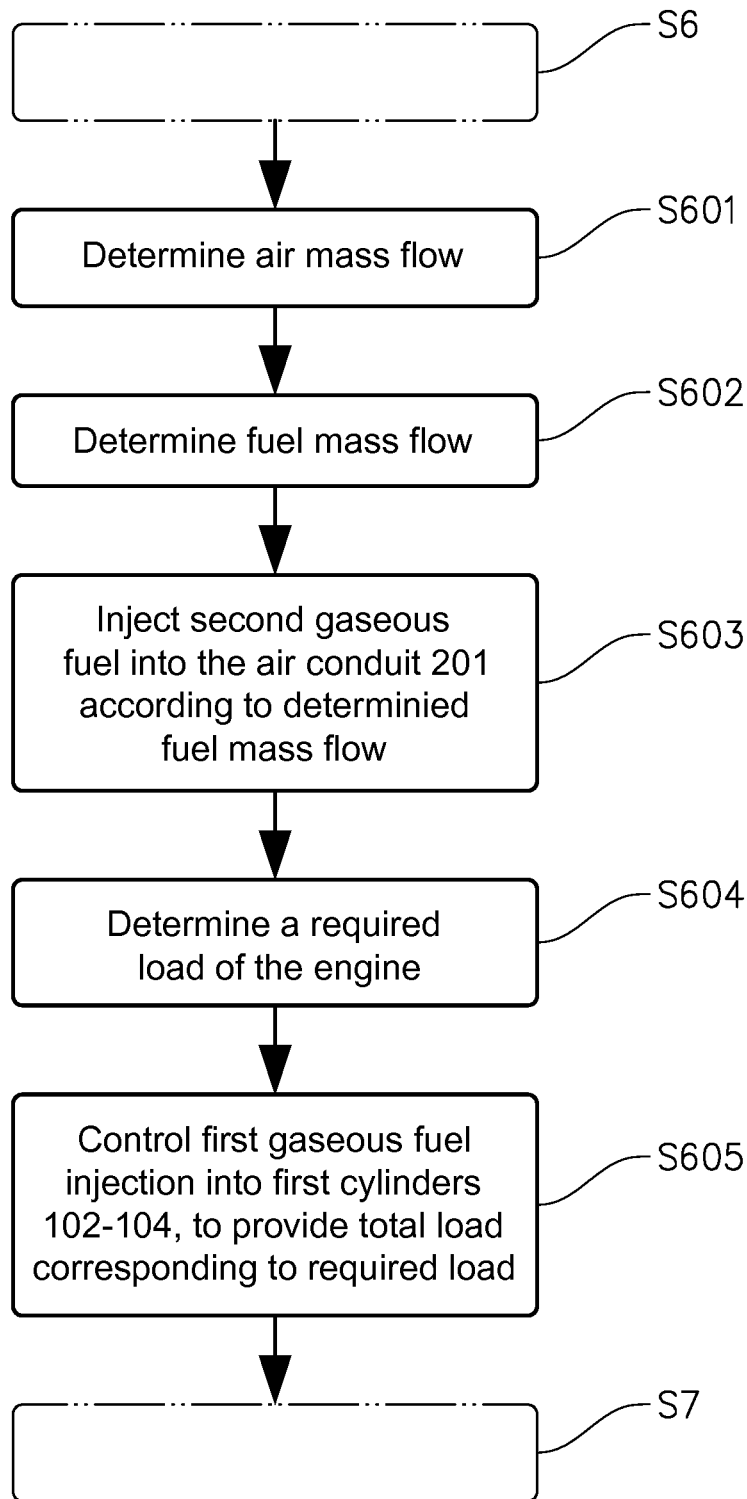 S6
S601
Determine air mass flow
S602
Determine fuel mass flow
S603
Inject second gaseous
fuel into the air conduit 201
according to determinied
fuel mass flow
S604
Determine a required
load of the engine
S605
Control first gaseous fuel
injection into first cylinders
102-104, to provide total load
corresponding to required load
S7